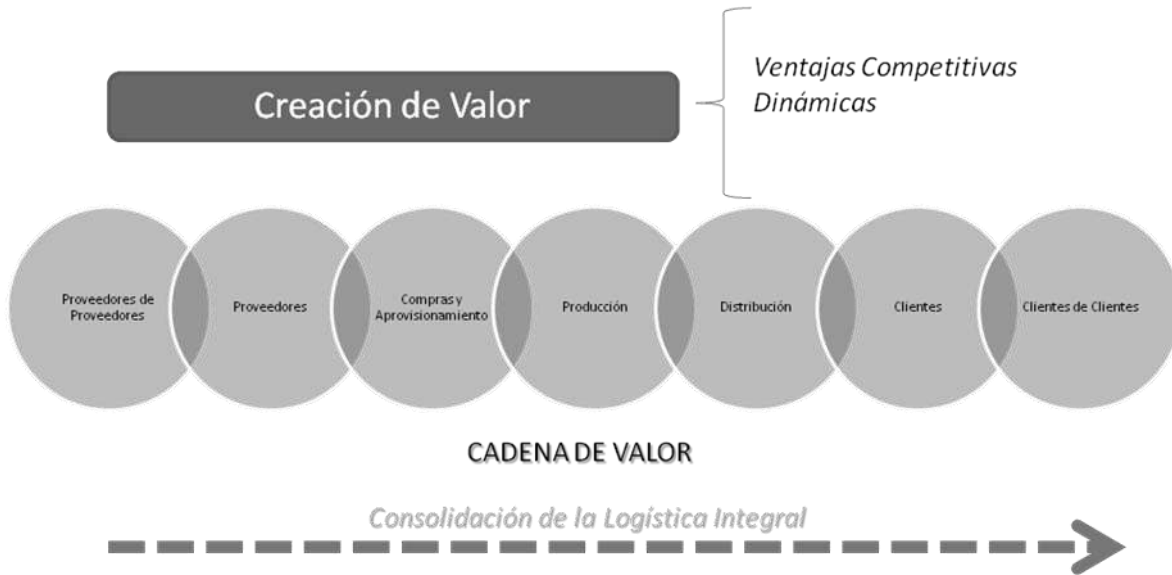 Ventajas Competitivas
Dinámicas
Creación de Valor
Proveedores de
Proveedores
Proveedores
Compras y
Aprovisionamiento
Producción
Distribución
Clientes
Clientes de Clientes
CADENA DE VALOR
Consolidación de la Logística Integral